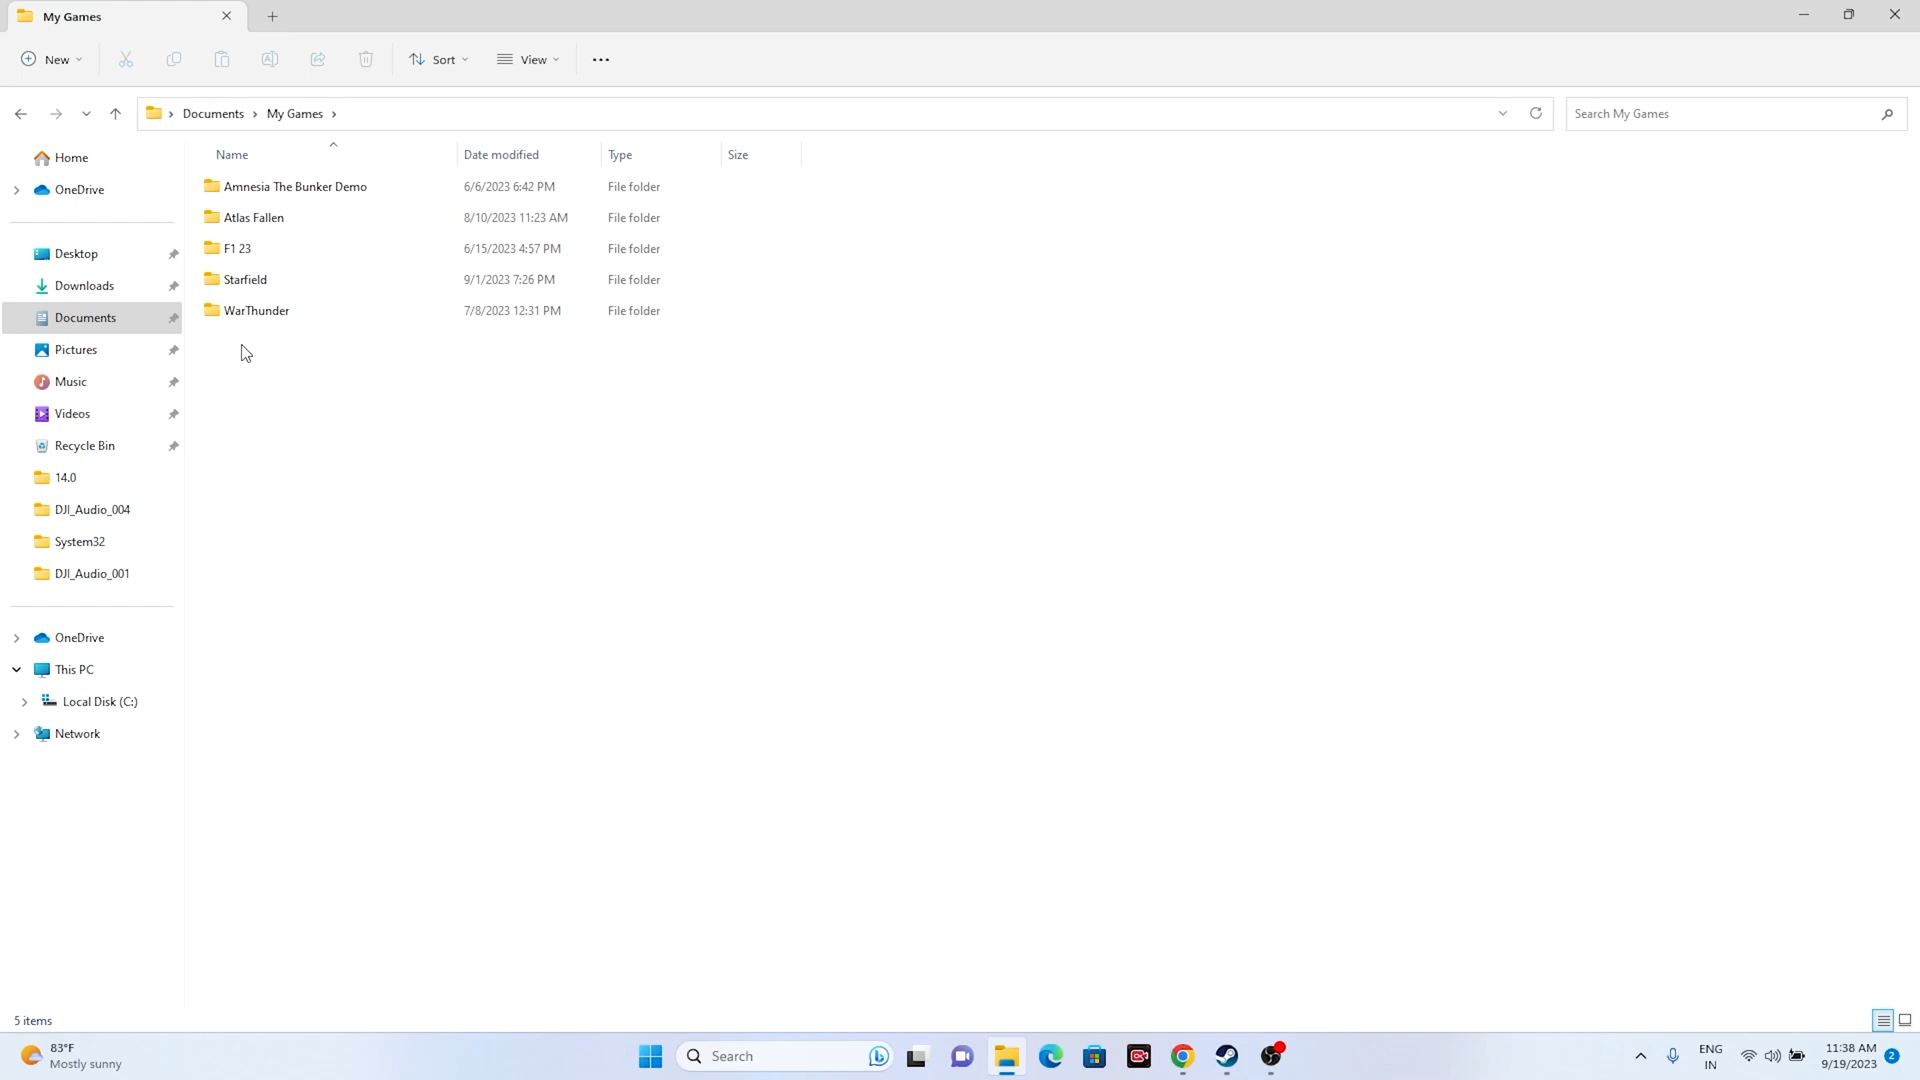 My Games
New
Sort
View
Documents
My Games
Search My Games
Name
Date modified
Type
Size
Amnesia The Bunker Demo
6/6/2023 6:42 PM
File folder
Atlas Fallen
8/10/2023 11:23 AM
File folder
F1 23
6/15/2023 4:57 PM
File folder
Starfield
9/1/2023 7:26 PM
File folder
WarThunder
7/8/2023 12:31 PM
File folder
Home
OneDrive
Desktop
Downloads
Documents
Pictures
Music
Videos
Recycle Bin
14.0
DJI_Audio_004
System32
DJI_Audio_001
OneDrive
This PC
Local Disk (C:)
Network
5 items
83°F
Mostly sunny
Search
ENG
IN
11:38 AM
9/19/2023
2